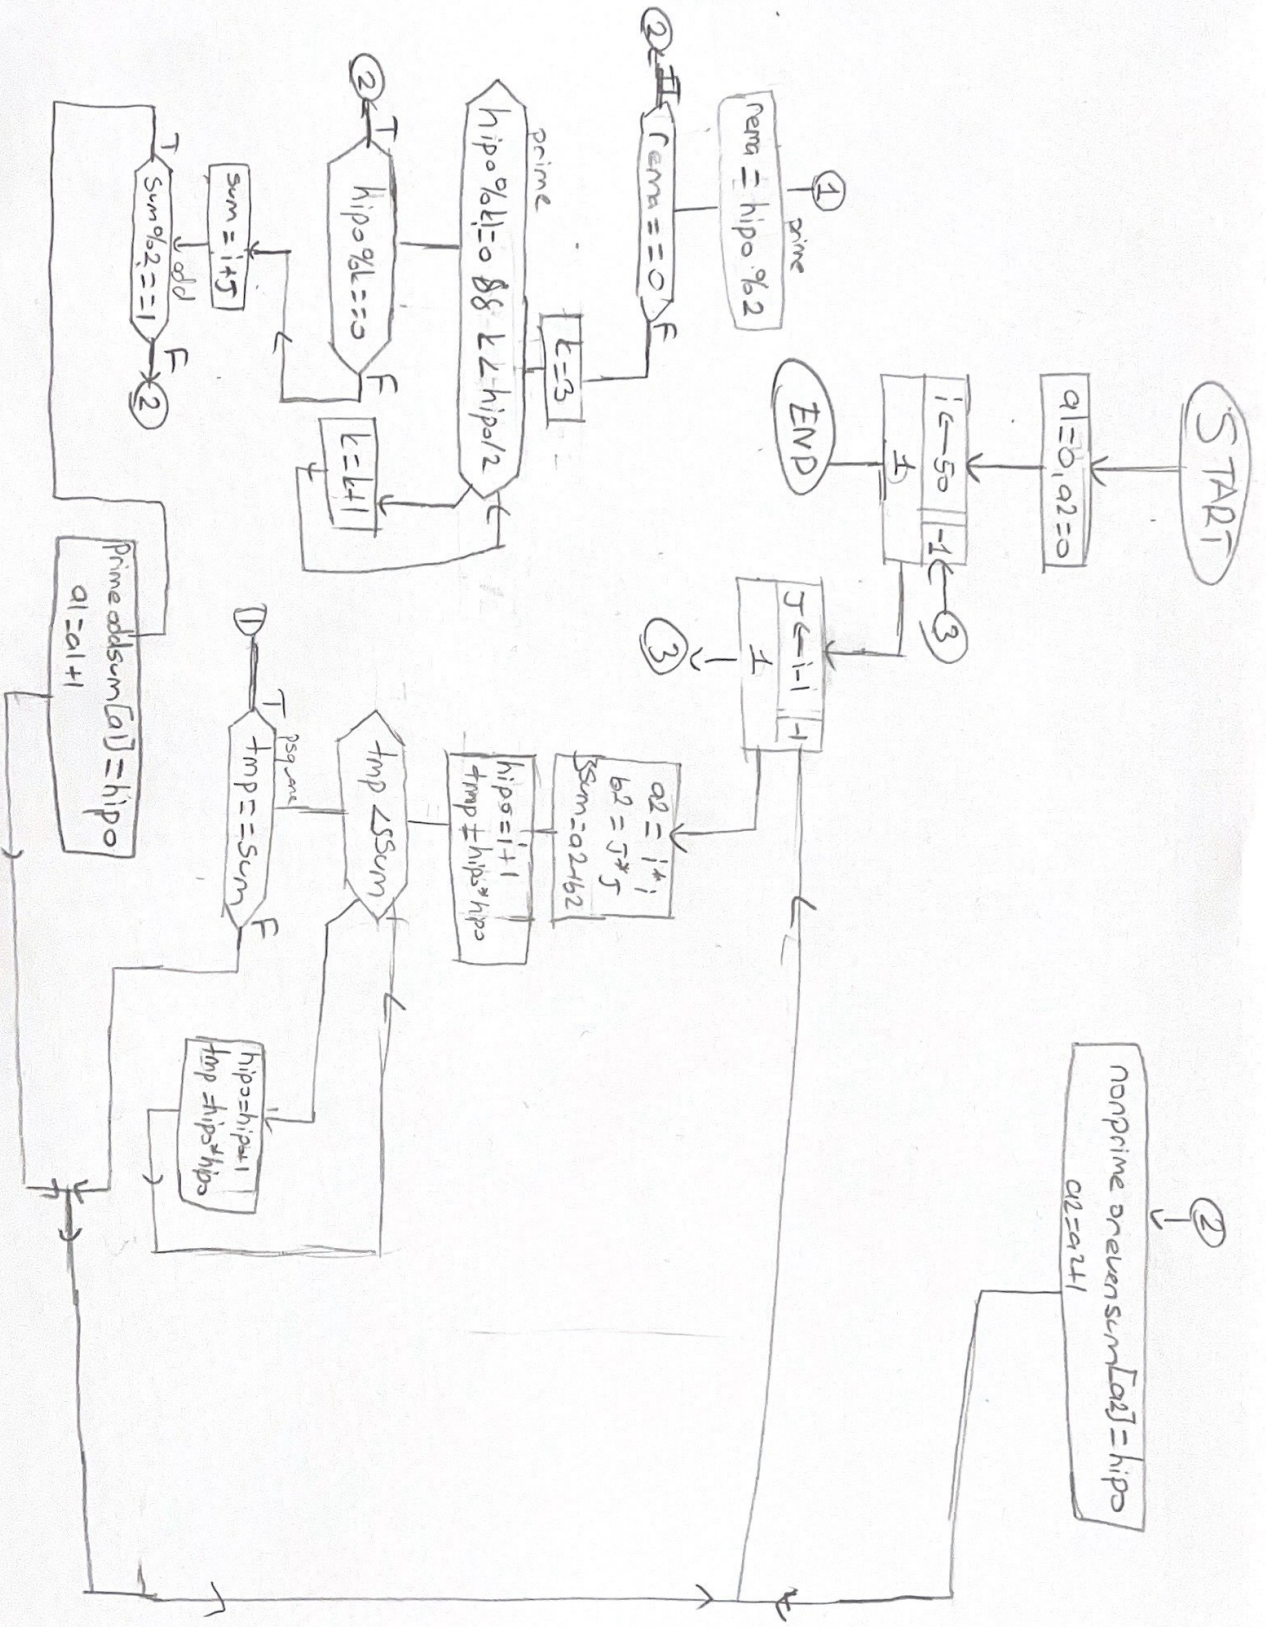 START
a1=0, a2=0
i<-50 | -1
1
3
END
J<-i-1 | -1
1
3
a2 = i*i
b2 = J*J
Ssum=a2+b2
hipo=i+1
tmp=hipo*hipo
tmp <Ssum
hipo=hipo+1
tmp =hipo*hipo
psquare
T
tmp==Sum
F
1
1
prime
rema = hipo %2
2
T
rema==0
F
k=3
prime
hipo%k!=0 && k<hipo/2
k=k+1
2
T
hipo%k==0
F
sum=i+J
odd
T
sum%2==1
F
2
primeoddsum[a1]=hipo
a1=a1+1
2
nonprime orevensum[a2]=hipo
a2=a2+1